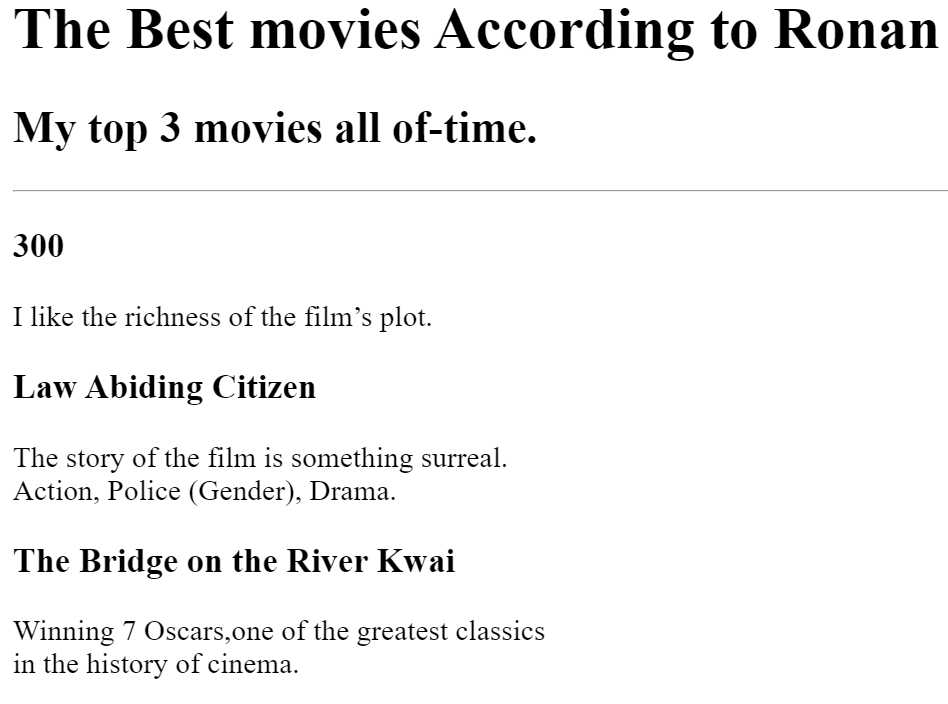 The Best movies According to Ronan
My top 3 movies all of-time.
300
I like the richness of the film’s plot.
Law Abiding Citizen
The story of the film is something surreal.
Action, Police (Gender), Drama.
The Bridge on the River Kwai
Winning 7 Oscars,one of the greatest classics
in the history of cinema.